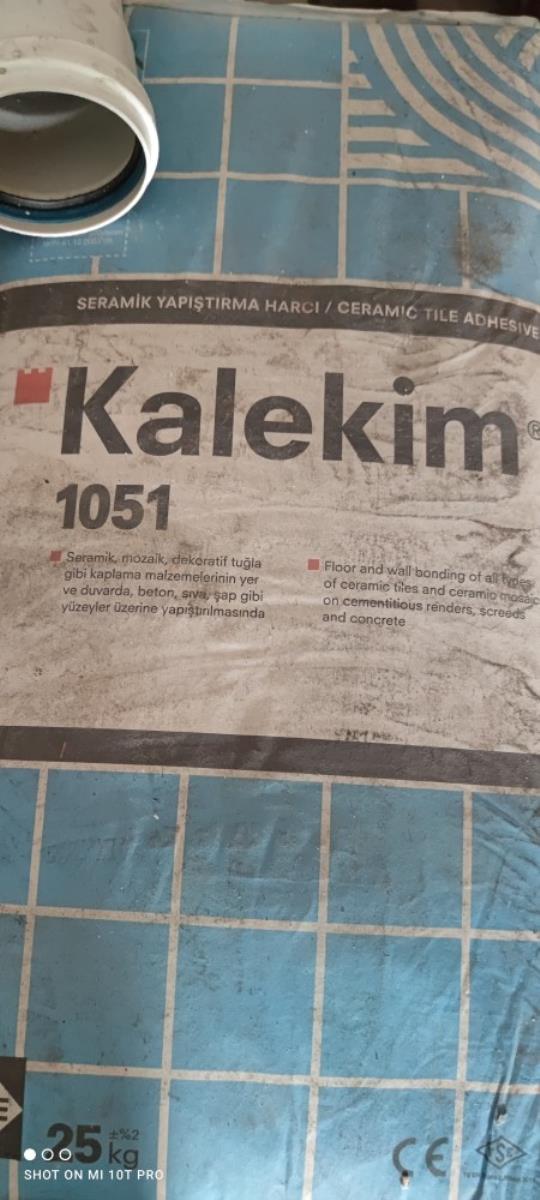 SERAMİK YAPIŞTIRMA HARCI / CERAMIC TILE ADHESIVE
Kalekim®
1051
Seramik, mozaik, dekoratif tuğla
gibi kaplama malzemelerinin yer
ve duvarda, beton, sıva, şap gibi
yüzeyler üzerine yapıştırılmasında
Floor and wall bonding of all types
of ceramic tiles and ceramic mosaic
on cementitious renders, screeds
and concrete
E
25 ±%2
kg
CE
TSE
SHOT ON MI 10T PRO